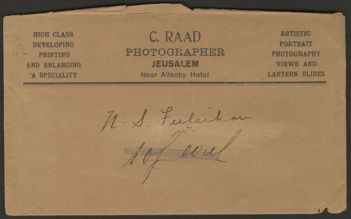 HIGH CLASS
DEVELOPING
PRINTING
AND ENLARGING
A SPECIALITY
C. RAAD
PHOTOGRAPHER
JEUSALEM
Near Allenby Hotel
ARTISTIC
PORTRAIT
PHOTOGRAPHY
VIEWS AND
LANTERN SLIDES
N. S. Fuleihan